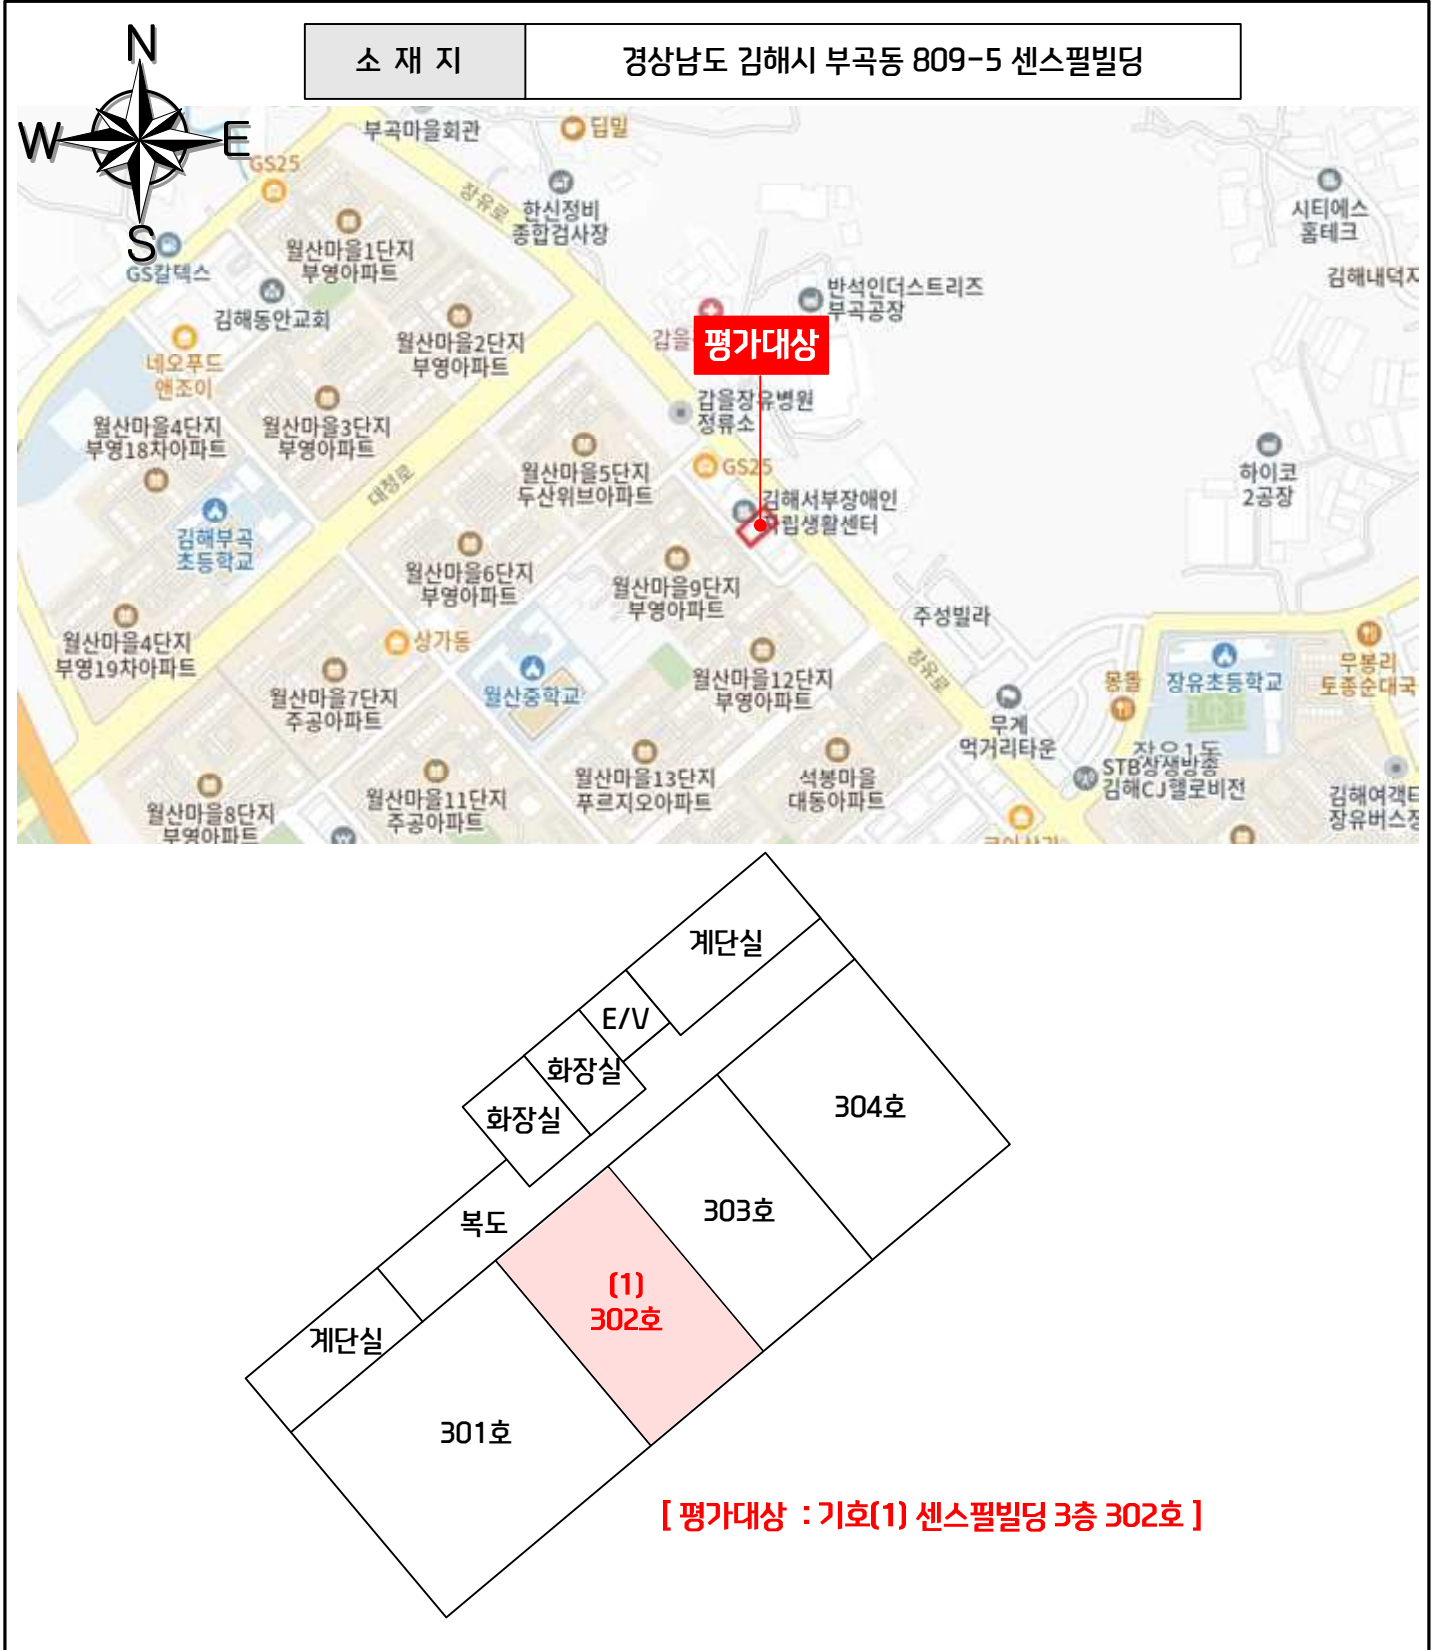 N
W
E
S
소 재 지
경상남도 김해시 부곡동 809-5 센스필빌딩
부곡마을회관
딥밀
GS25
장유로
한신정비
종합검사장
시티에스
홈테크
월산마을1단지
부영아파트
GS칼텍스
김해동안교회
반석인더스트리즈
부곡공장
김해내덕지
갑을
평가대상
네오푸드
앤조이
월산마을2단지
부영아파트
갑을장유병원
정류소
월산마을4단지
부영18차아파트
월산마을3단지
부영아파트
대청로
월산마을5단지
두산위브아파트
GS25
하이코
2공장
김해서부장애인
자립생활센터
김해부곡
초등학교
월산마을6단지
부영아파트
월산마을9단지
부영아파트
주성빌라
월산마을4단지
부영19차아파트
상가동
장유로
월산마을7단지
주공아파트
월산중학교
월산마을12단지
부영아파트
몽돌
장유초등학교
무봉리
토종순대국
무계
먹거리타운
장유1동
STB상생방송
김해CJ헬로비전
월산마을8단지
부영아파트
월산마을11단지
주공아파트
월산마을13단지
푸르지오아파트
석봉마을
대동아파트
김해여객터
장유버스정
계단실
E/V
화장실
화장실
304호
303호
복도
(1)
302호
계단실
301호
[ 평가대상 : 기호(1) 센스필빌딩 3층 302호 ]